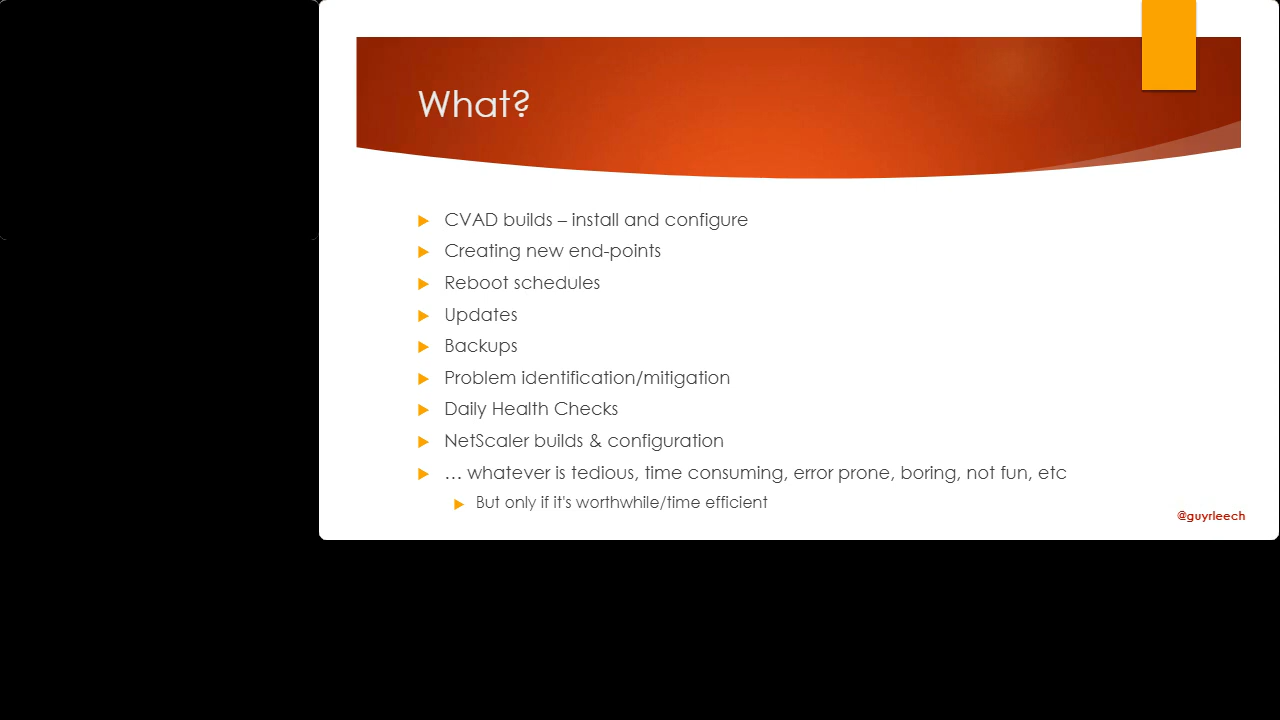 What?
CVAD builds – install and configure
Creating new end-points
Reboot schedules
Updates
Backups
Problem identification/mitigation
Daily Health Checks
NetScaler builds & configuration
… whatever is tedious, time consuming, error prone, boring, not fun, etc
But only if it's worthwhile/time efficient
@guyrleech